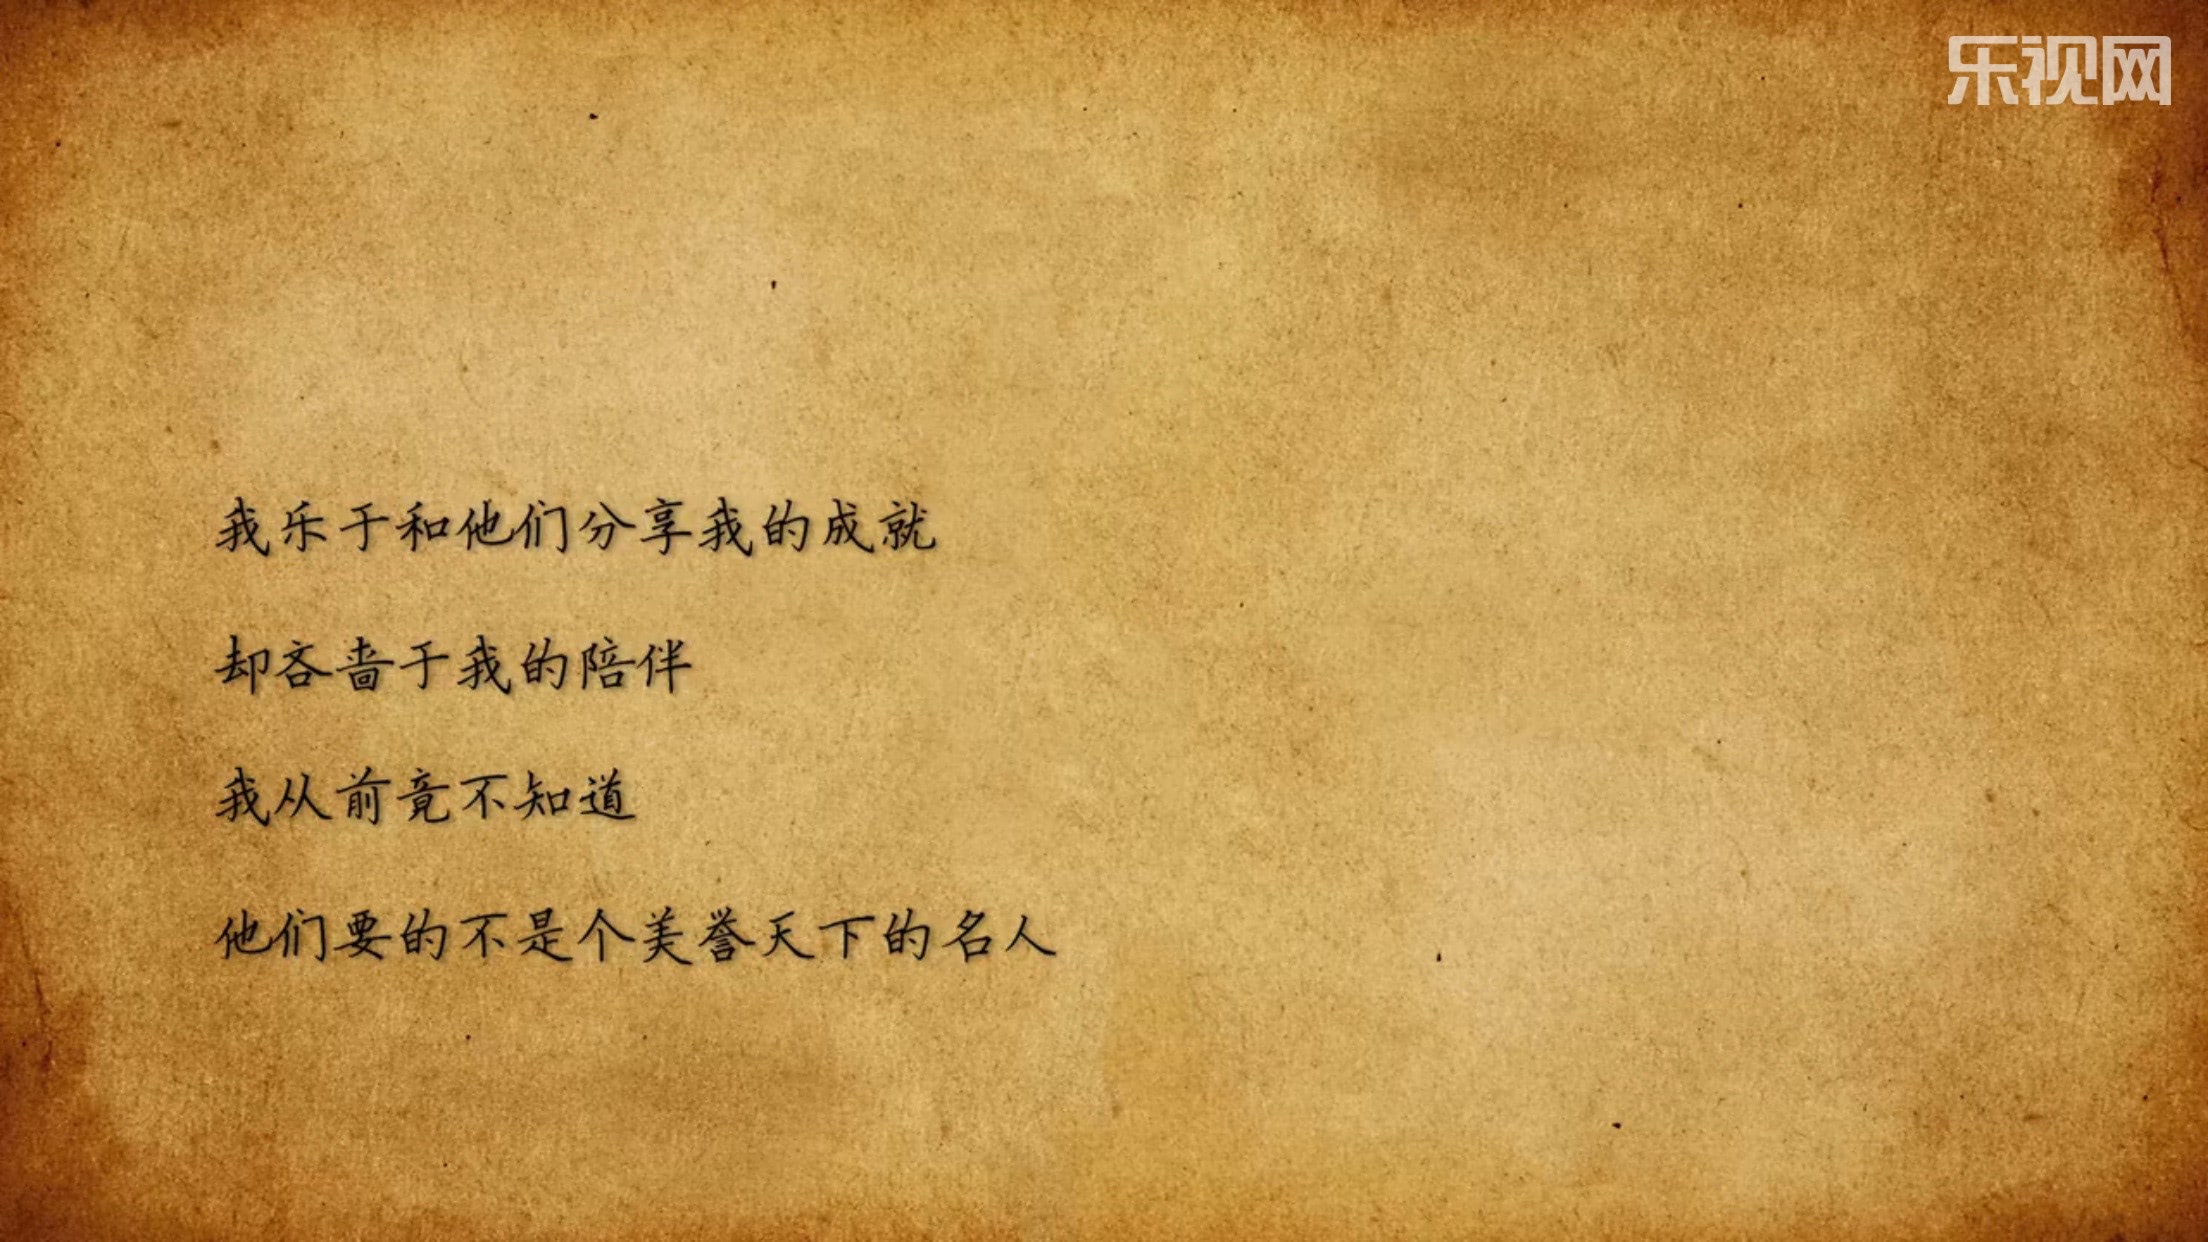 乐视网
我乐于和他们分享我的成就
却吝啬于我的陪伴
我从前竟不知道
他们要的不是个美誉天下的名人